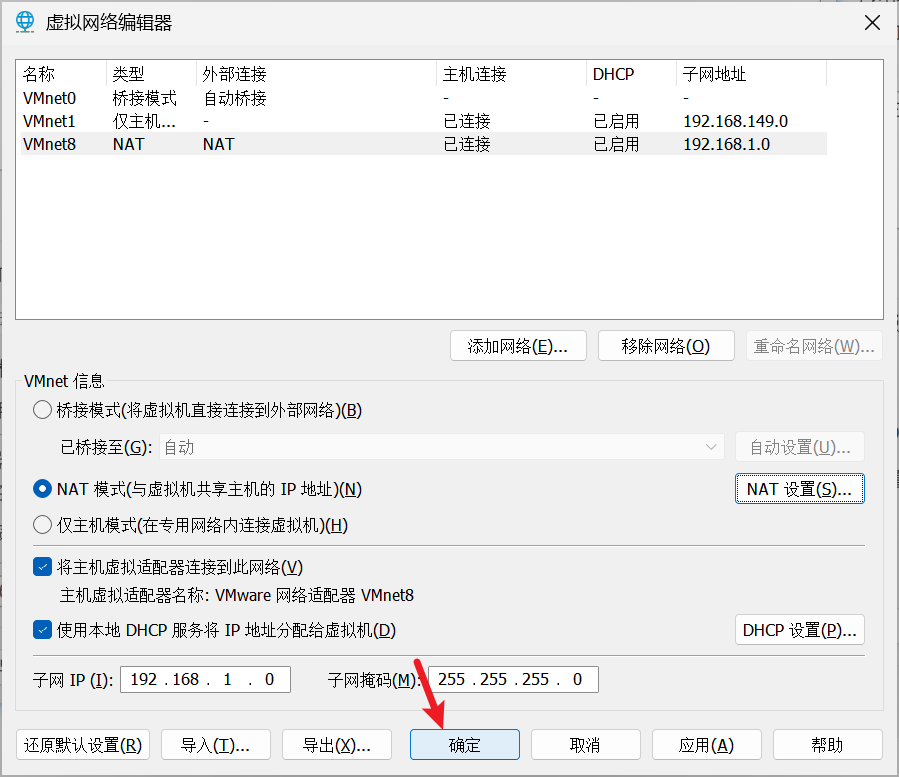 虚拟网络编辑器
名称 类型 外部连接 主机连接 DHCP 子网地址
VMnet0 桥接模式 自动桥接 - - -
VMnet1 仅主机... - 已连接 已启用 192.168.149.0
VMnet8 NAT NAT 已连接 已启用 192.168.1.0
添加网络(E)... 移除网络(O) 重命名网络(W)...
VMnet 信息
桥接模式(将虚拟机直接连接到外部网络)(B)
已桥接至(G): 自动 自动设置(U)...
NAT 模式(与虚拟机共享主机的 IP 地址)(N) NAT 设置(S)...
仅主机模式(在专用网络内连接虚拟机)(H)
将主机虚拟适配器连接到此网络(V)
主机虚拟适配器名称: VMware 网络适配器 VMnet8
使用本地 DHCP 服务将 IP 地址分配给虚拟机(D) DHCP 设置(P)...
子网 IP (I): 192 . 168 . 1 . 0 子网掩码(M): 255 . 255 . 255 . 0
还原默认设置(R) 导入(T)... 导出(X)... 确定 取消 应用(A) 帮助